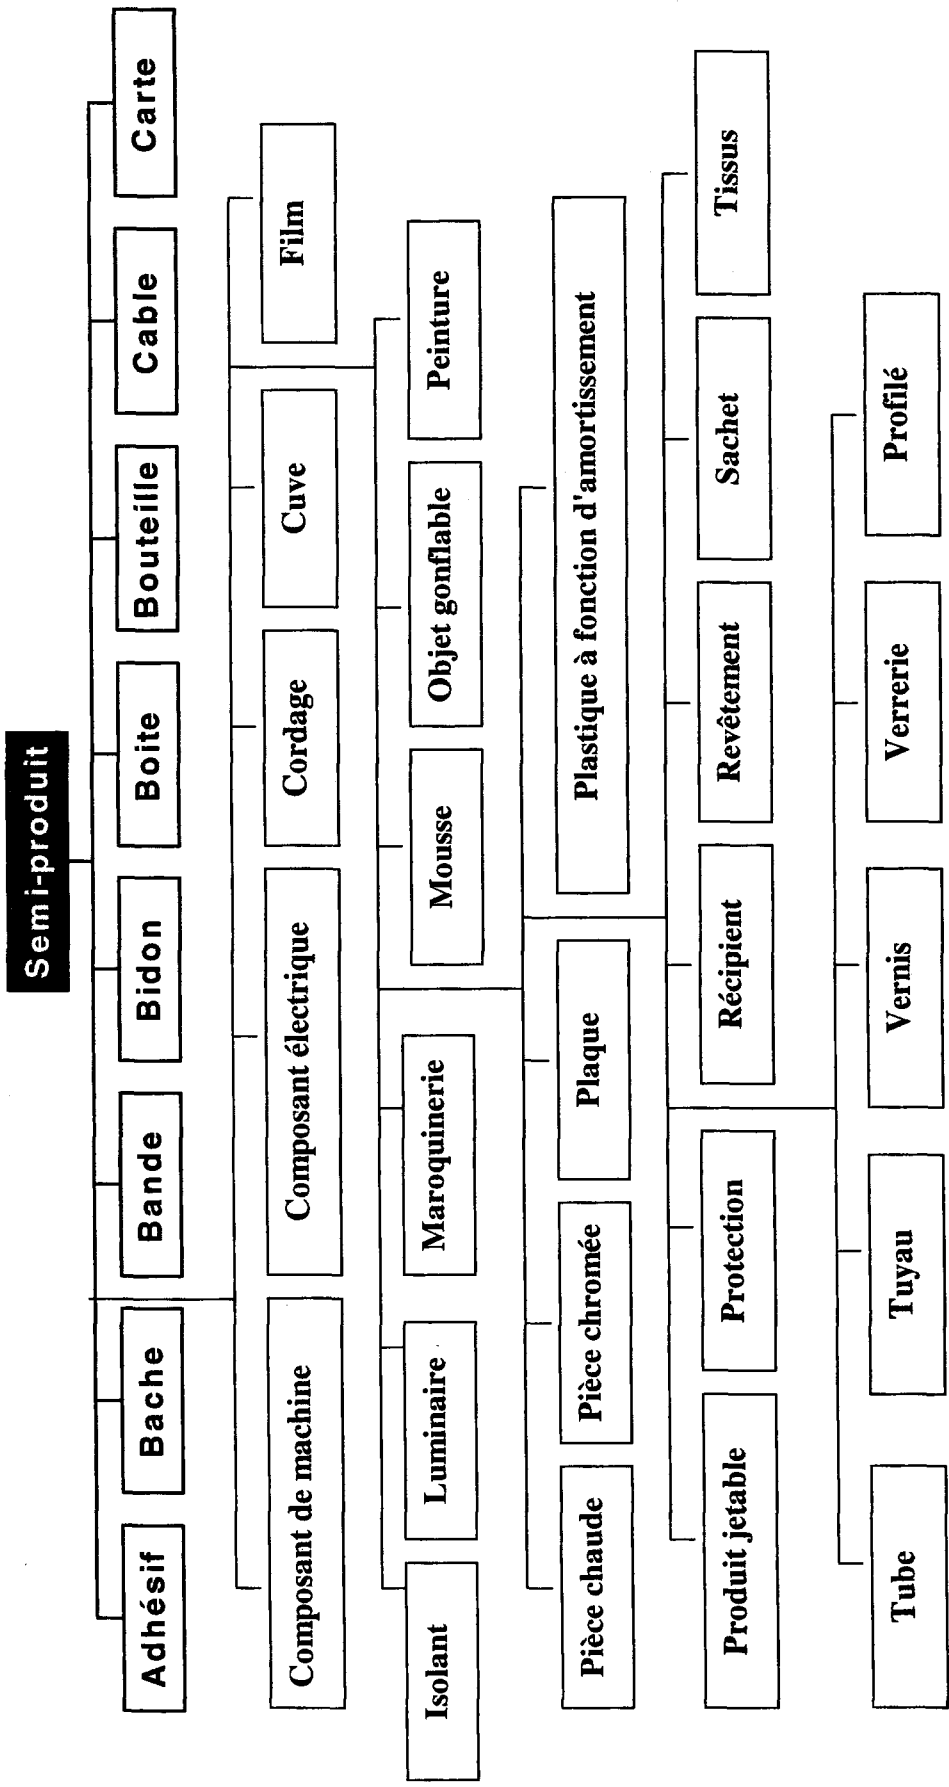 Semi-produit
Adhésif
Bache
Bande
Bidon
Boite
Bouteille
Cable
Carte
Composant de machine
Composant électrique
Cordage
Cuve
Film
Isolant
Luminaire
Maroquinerie
Mousse
Objet gonflable
Peinture
Pièce chaude
Pièce chromée
Plaque
Plastique à fonction d'amortissement
Produit jetable
Protection
Récipient
Revêtement
Sachet
Tissus
Tube
Tuyau
Vernis
Verrerie
Profilé